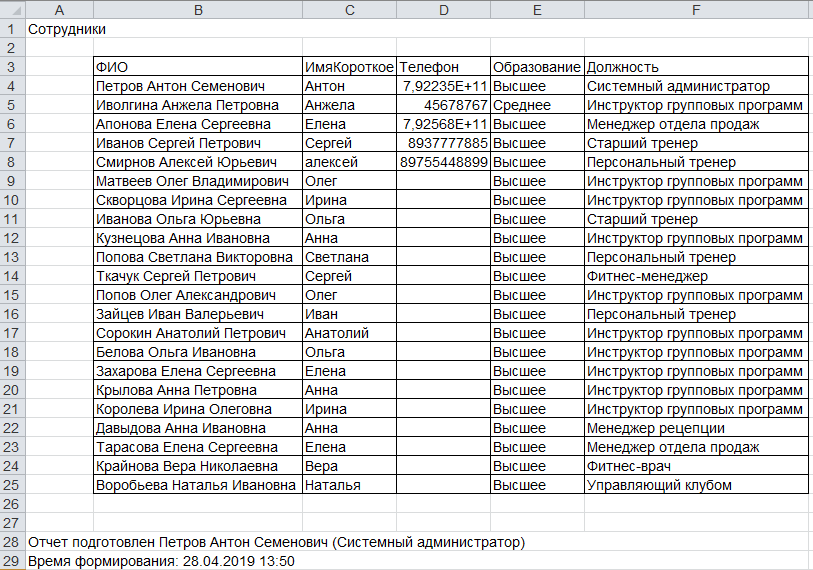 A B C D E F
1 Сотрудники
2
3 ФИО ИмяКороткое Телефон Образование Должность
4 Петров Антон Семенович Антон 7,92235E+11 Высшее Системный администратор
5 Иволгина Анжела Петровна Анжела 45678767 Среднее Инструктор групповых программ
6 Апонова Елена Сергеевна Елена 7,92568E+11 Высшее Менеджер отдела продаж
7 Иванов Сергей Петрович Сергей 8937777885 Высшее Старший тренер
8 Смирнов Алексей Юрьевич алексей 89755448899 Высшее Персональный тренер
9 Матвеев Олег Владимирович Олег Высшее Инструктор групповых программ
10 Скворцова Ирина Сергеевна Ирина Высшее Инструктор групповых программ
11 Иванова Ольга Юрьевна Ольга Высшее Старший тренер
12 Кузнецова Анна Ивановна Анна Высшее Инструктор групповых программ
13 Попова Светлана Викторовна Светлана Высшее Персональный тренер
14 Ткачук Сергей Петрович Сергей Высшее Фитнес-менеджер
15 Попов Олег Александрович Олег Высшее Инструктор групповых программ
16 Зайцев Иван Валерьевич Иван Высшее Персональный тренер
17 Сорокин Анатолий Петрович Анатолий Высшее Инструктор групповых программ
18 Белова Ольга Ивановна Ольга Высшее Инструктор групповых программ
19 Захарова Елена Сергеевна Елена Высшее Инструктор групповых программ
20 Крылова Анна Петровна Анна Высшее Инструктор групповых программ
21 Королева Ирина Олеговна Ирина Высшее Инструктор групповых программ
22 Давыдова Анна Ивановна Анна Высшее Менеджер рецепции
23 Тарасова Елена Сергеевна Елена Высшее Менеджер отдела продаж
24 Крайнова Вера Николаевна Вера Высшее Фитнес-врач
25 Воробьева Наталья Ивановна Наталья Высшее Управляющий клубом
26
27
28 Отчет подготовлен Петров Антон Семенович (Системный администратор)
29 Время формирования: 28.04.2019 13:50